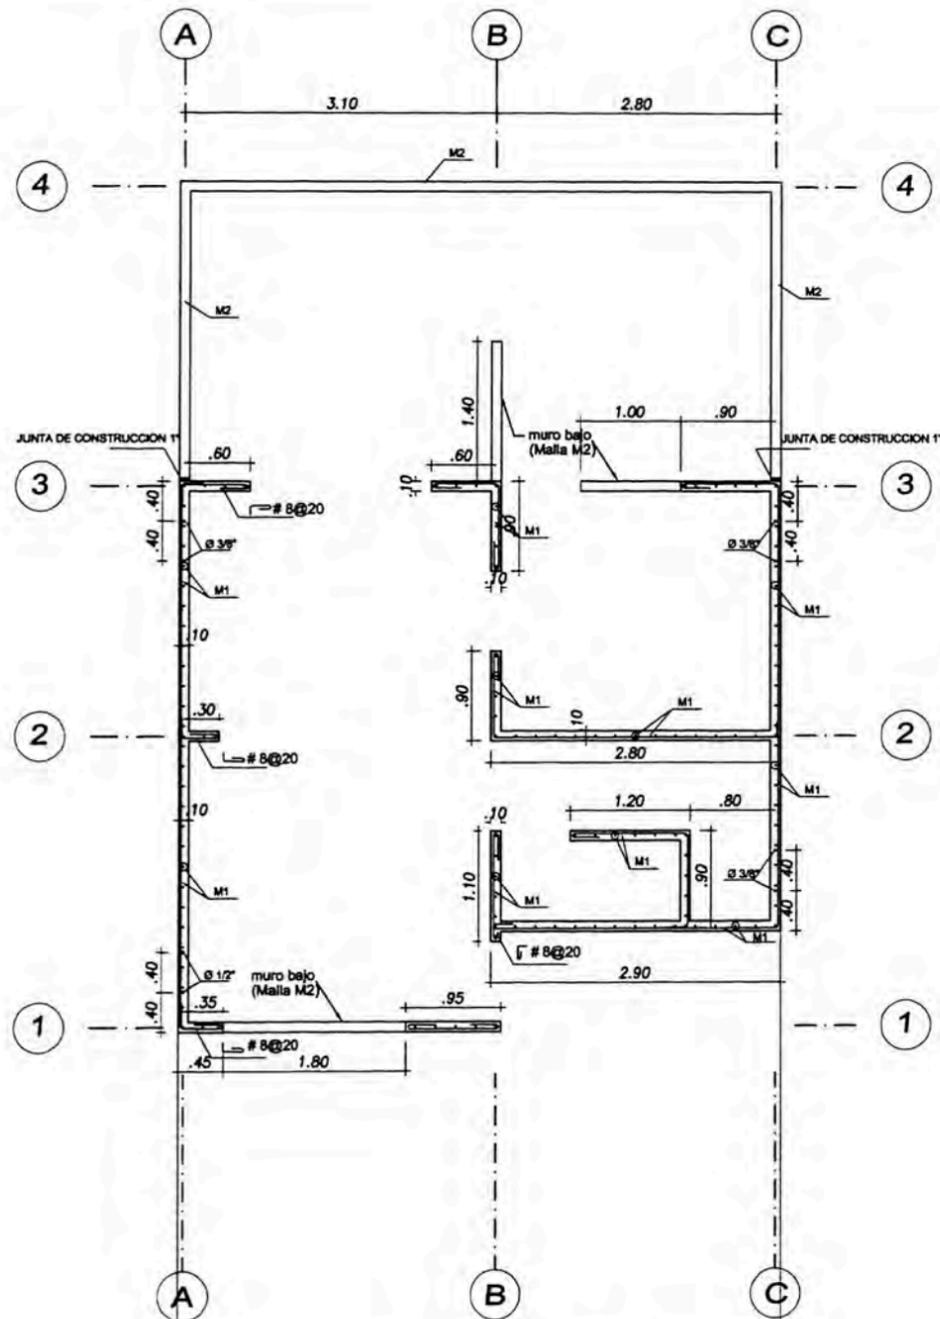 A
B
C
3.10
2.80
M2
4
4
M2
M2
1.40
1.00
.90
JUNTA DE CONSTRUCCION 1"
muro bajo
(Malla M2)
JUNTA DE CONSTRUCCION 1"
.60
.60
3
3
.10
.40
# 8@20
.90
M1
.40
.40
Ø 3/8"
Ø 3/8"
.40
.10
M1
M1
.10
.90
M1
.30
.10
M1
2
2
# 8@20
2.80
M1
1.20
.80
.10
.10
M1
.90
Ø 3/8"
.40
M1
1.10
M1
.40
M1
# 8@20
.40
Ø 1/2"
muro bajo
(Malla M2)
2.90
.35
.95
.40
1
1
# 8@20
.45
1.80
A
B
C